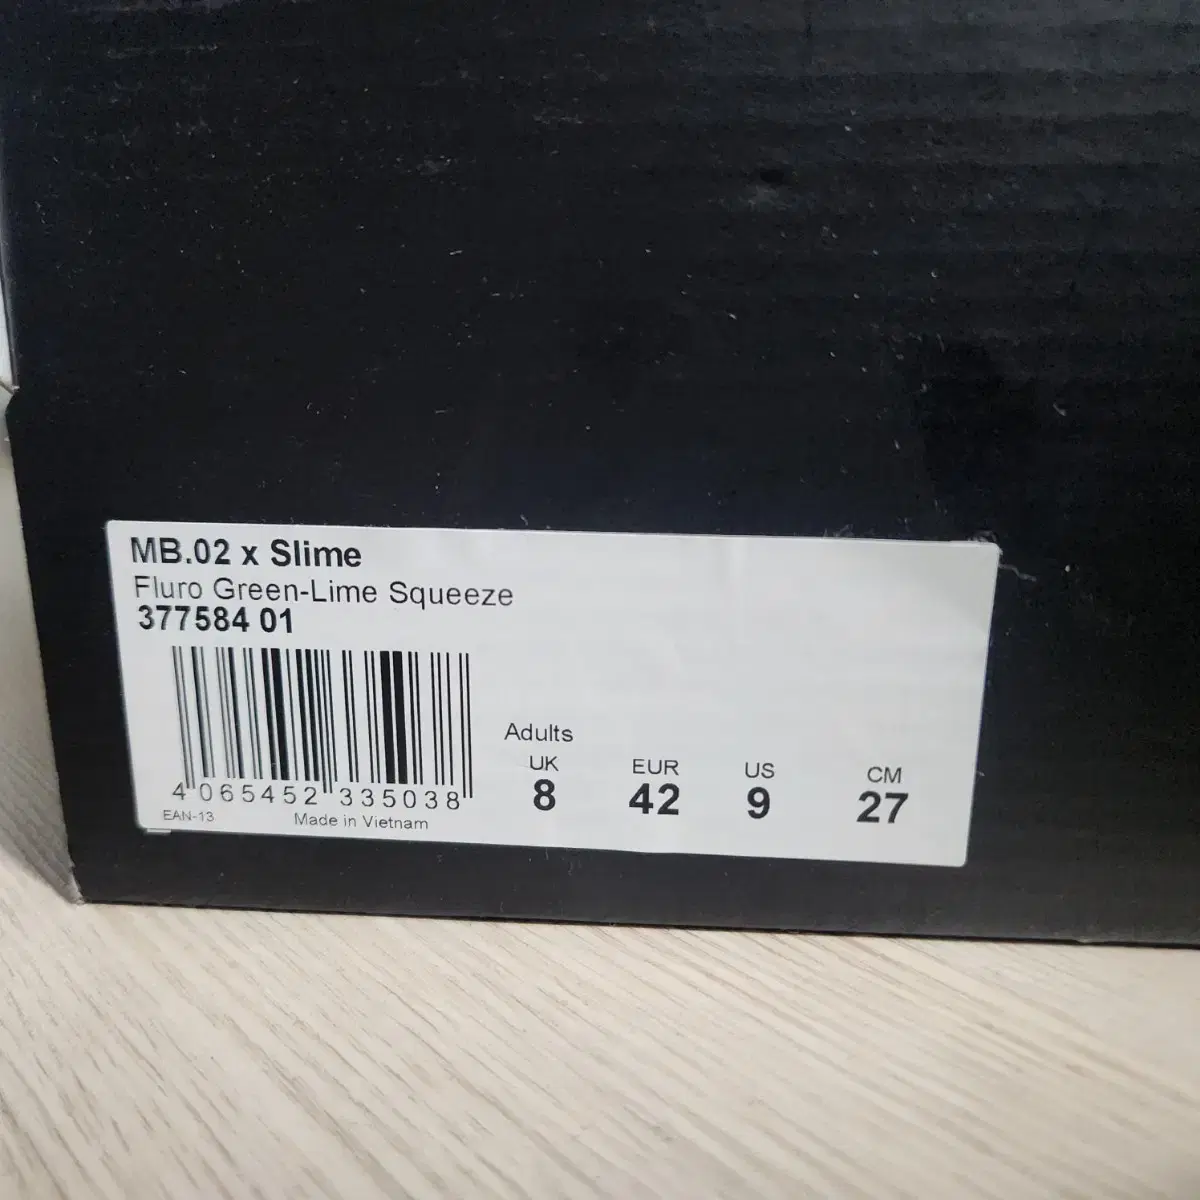 MB.02 x Slime
Fluro Green-Lime Squeeze
377584 01
Adults
UK EUR US CM
8 42 9 27
4 065452 335038
EAN-13 Made in Vietnam